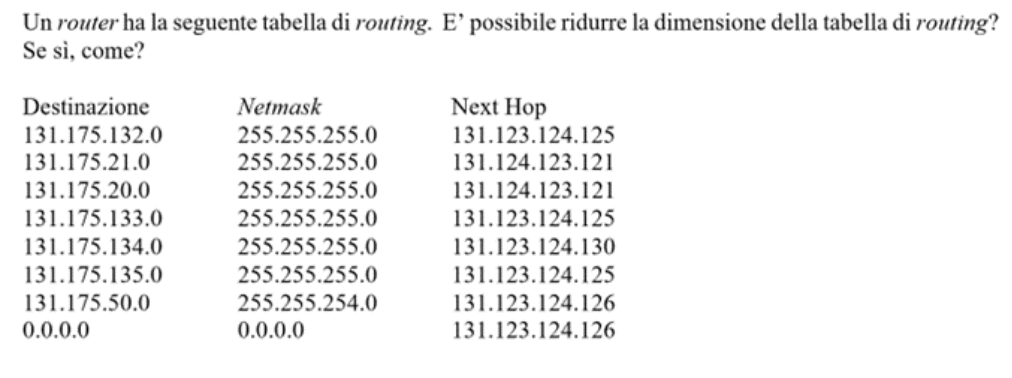 Un router ha la seguente tabella di routing. E’ possibile ridurre la dimensione della tabella di routing?
Se sì, come?
Destinazione Netmask Next Hop
131.175.132.0 255.255.255.0 131.123.124.125
131.175.21.0 255.255.255.0 131.124.123.121
131.175.20.0 255.255.255.0 131.124.123.121
131.175.133.0 255.255.255.0 131.123.124.125
131.175.134.0 255.255.255.0 131.123.124.130
131.175.135.0 255.255.255.0 131.123.124.125
131.175.50.0 255.255.254.0 131.123.124.126
0.0.0.0 0.0.0.0 131.123.124.126